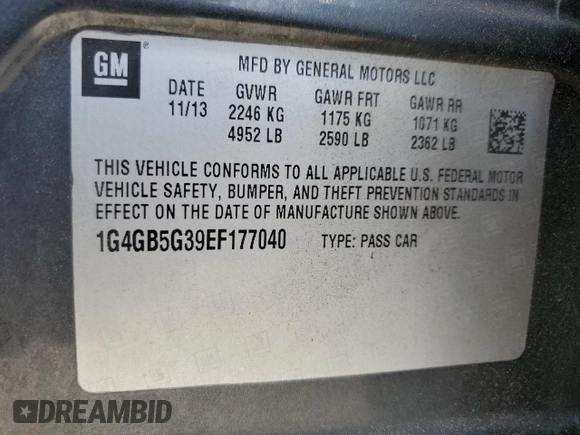 GM
®
MFD BY GENERAL MOTORS LLC
DATE GVWR GAWR FRT GAWR RR
11/13 2246 KG 1175 KG 1071 KG
4952 LB 2590 LB 2362 LB
THIS VEHICLE CONFORMS TO ALL APPLICABLE U.S. FEDERAL MOTOR
VEHICLE SAFETY, BUMPER, AND THEFT PREVENTION STANDARDS IN
EFFECT ON THE DATE OF MANUFACTURE SHOWN ABOVE.
1G4GB5G39EF177040 TYPE: PASS CAR
DREAMBID